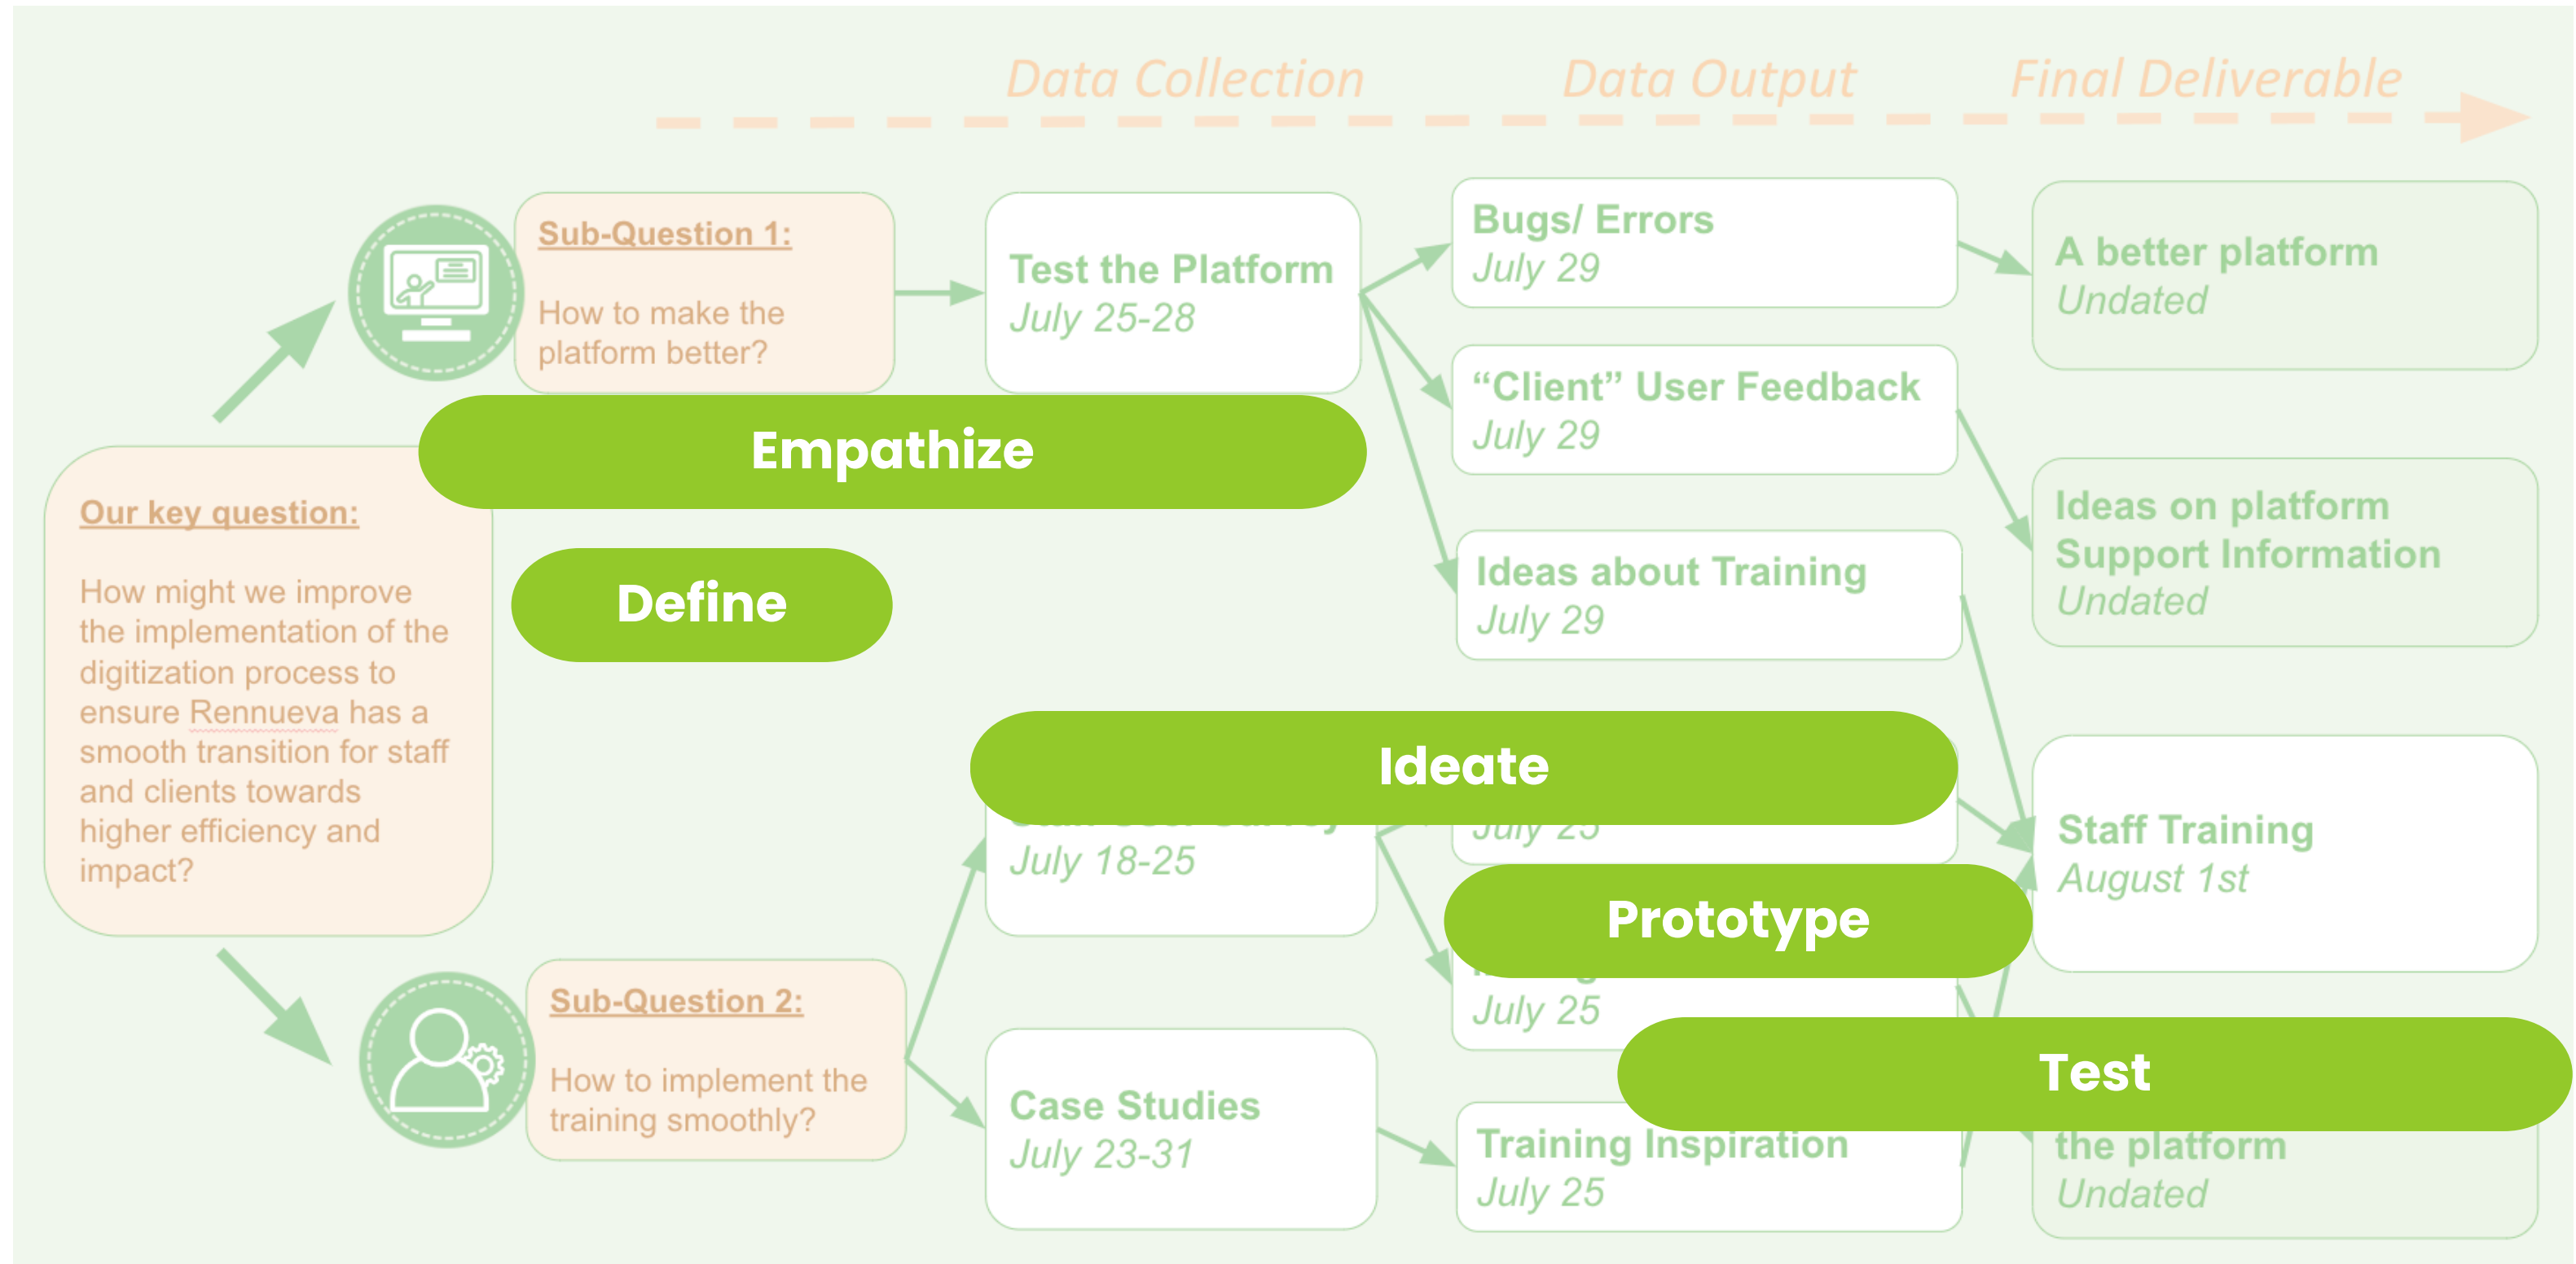 Data Collection
Data Output
Final Deliverable
Sub-Question 1:
How to make the
platform better?
Test the Platform
July 25-28
Bugs/ Errors
July 29
A better platform
Undated
“Client” User Feedback
July 29
Empathize
Our key question:
How might we improve
the implementation of the
digitization process to
ensure Rennueva has a
smooth transition for staff
and clients towards
higher efficiency and
impact?
Define
Ideas about Training
July 29
Ideas on platform
Support Information
Undated
Ideate
July 18-25
July 25
Staff Training
August 1st
Prototype
July 25
Sub-Question 2:
How to implement the
training smoothly?
Test
Case Studies
July 23-31
Training Inspiration
July 25
the platform
Undated